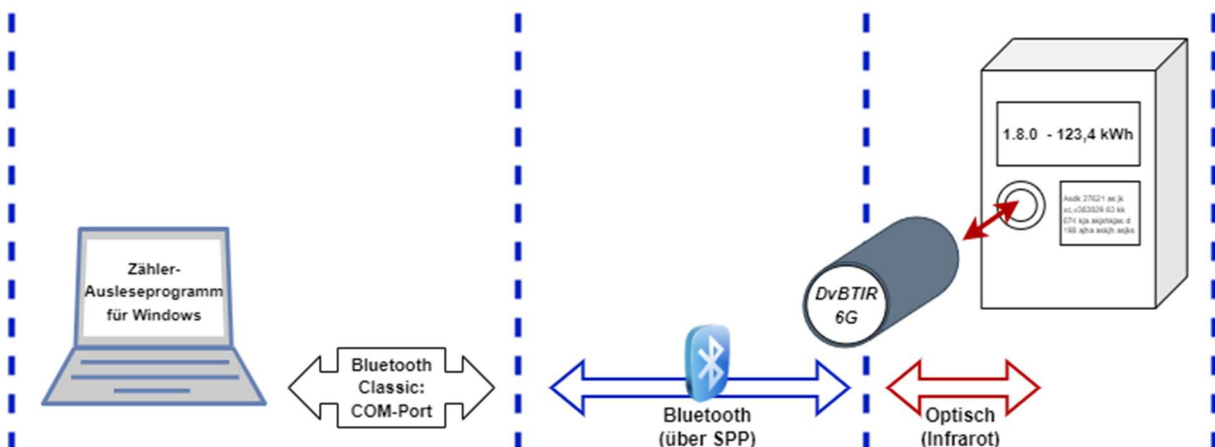 1.8.0 - 123,4 kWh
Zähler-
Ausleseprogramm
für Windows
DvBTIR
6G
Bluetooth
Classic:
COM-Port
Bluetooth
(über SPP)
Optisch
(Infrarot)